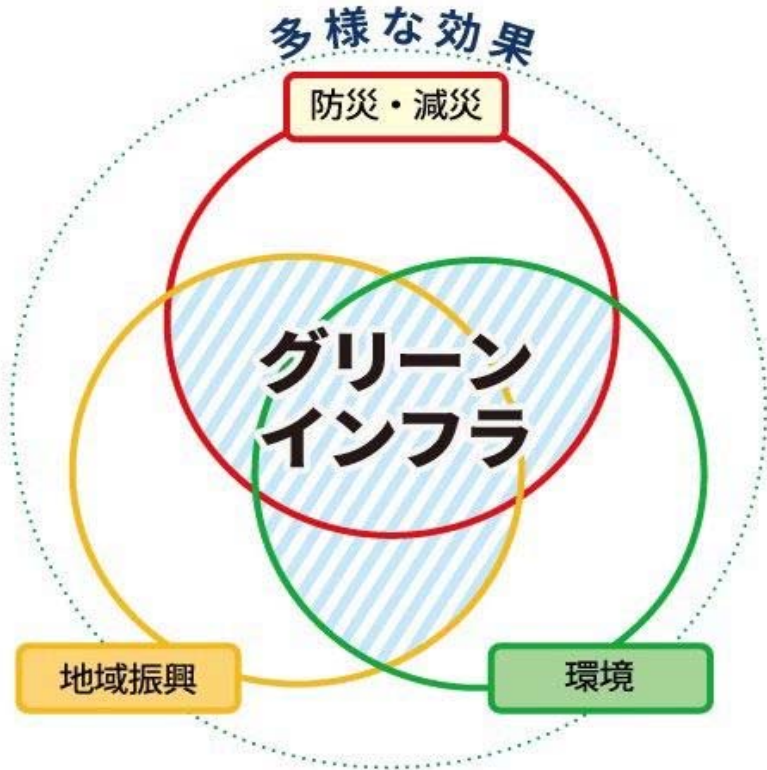 多様な効果
防災・減災
グリーン
インフラ
地域振興
環境